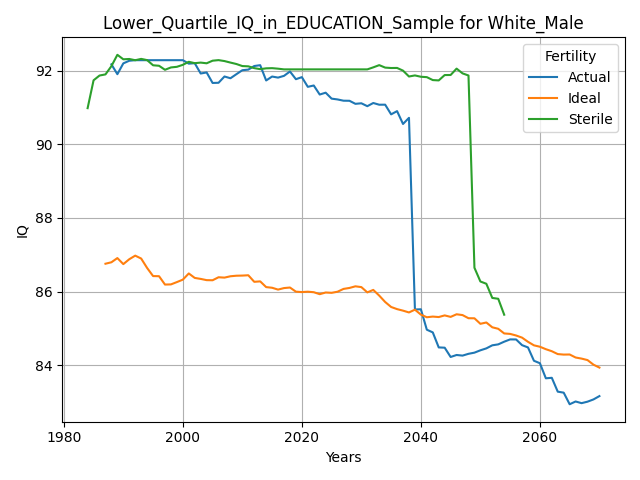 Lower_Quartile_IQ_in_EDUCATION_Sample for White_Male
Fertility
Actual
Ideal
Sterile
92
90
88
86
84
IQ
1980
2000
2020
2040
2060
Years